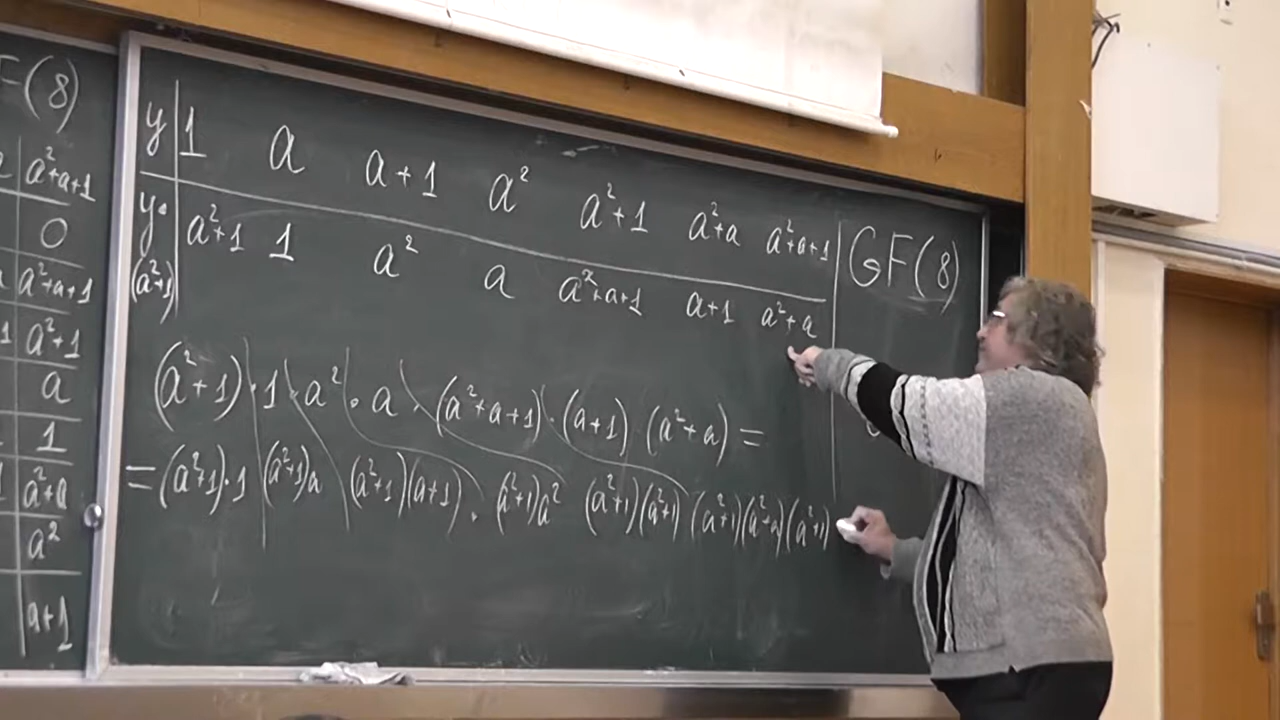 F(8)
a²+a+1
0
a²+a+1
1 a²+1
a
1
a²+a
a²
a+1
y 1 a a+1 a² a²+1 a²+a a²+a+1
y·(a²+1) a²+1 1 a² a a²+a+1 a+1 a²+a
GF(8)
(a²+1)·1·a²·a·(a²+a+1)·(a+1)(a²+a)=
=(a²+1)·1 (a²+1)a (a²+1)(a+1)·(a²+1)a² (a²+1)(a²+1) (a²+1)(a²+a)(a²+1)